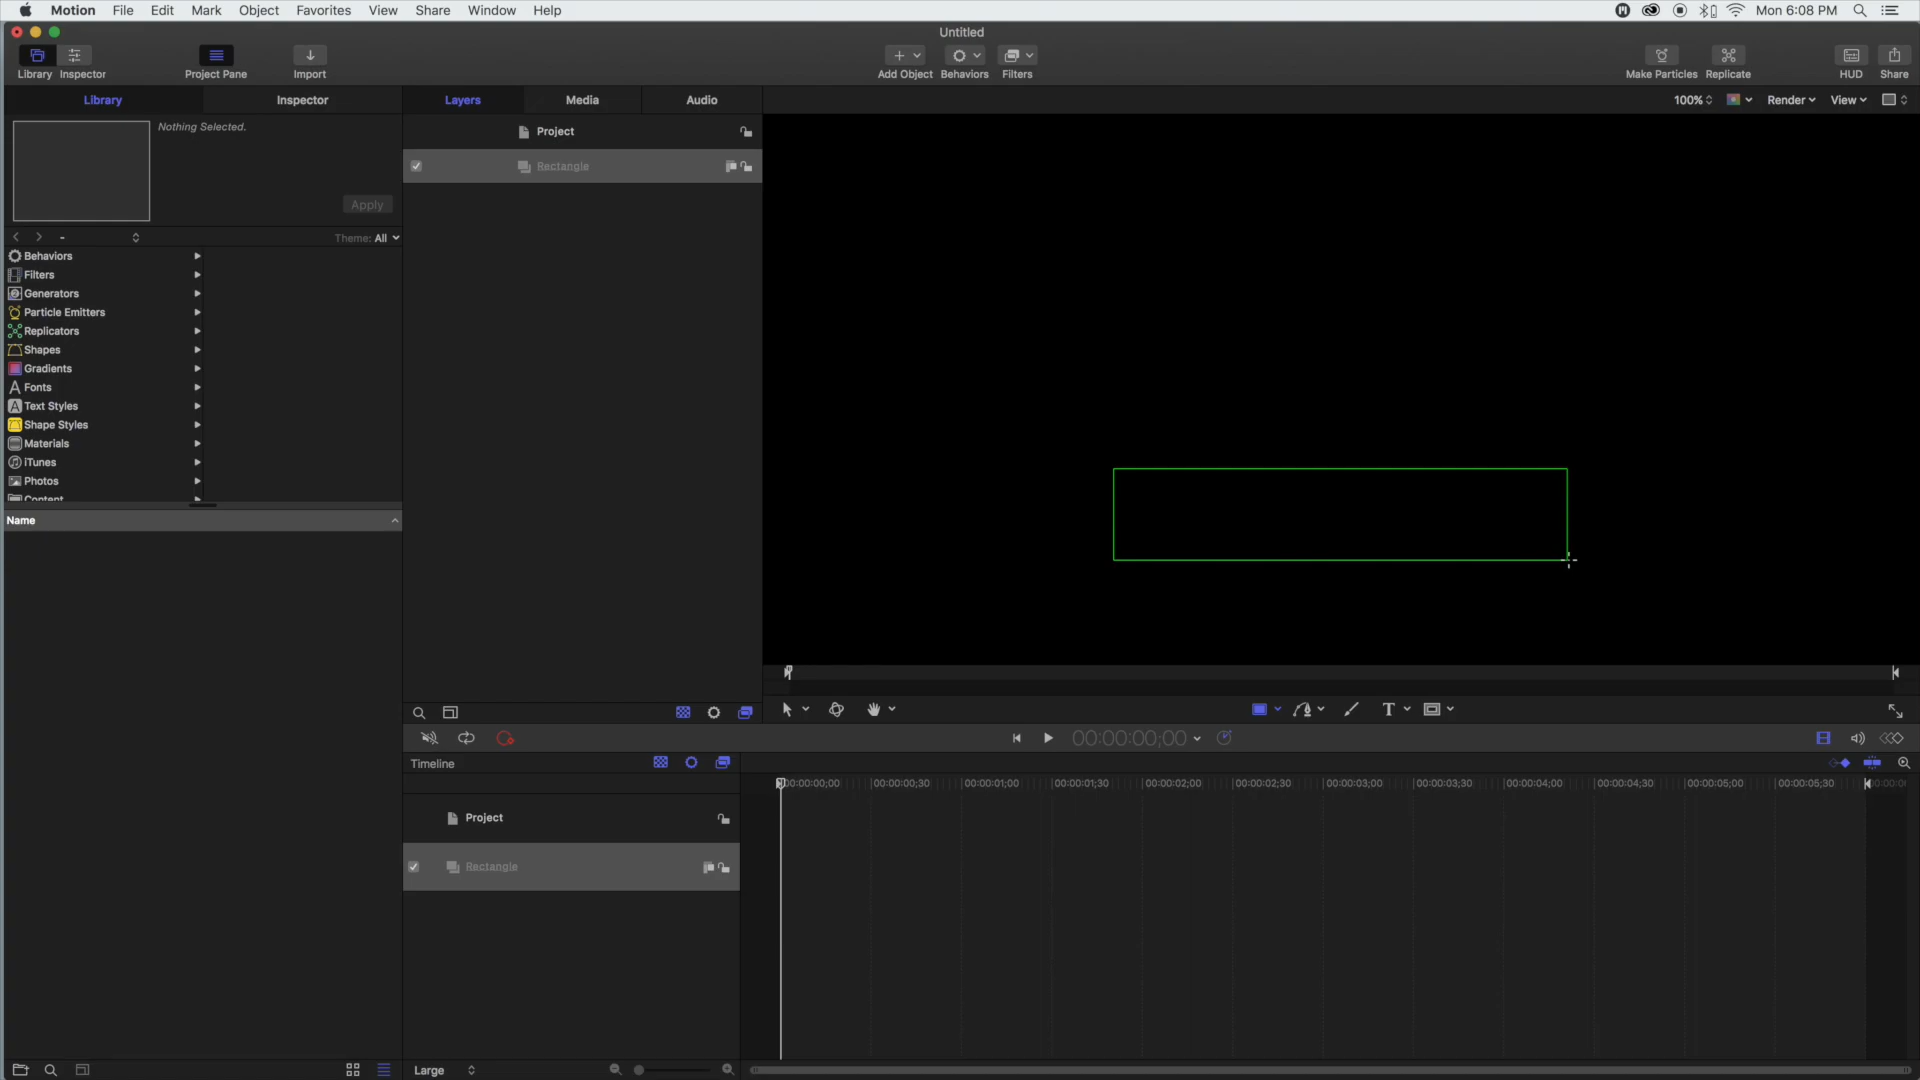 Motion File Edit Mark Object Favorites View Share Window Help Mon 6:08 PM
Untitled
Library Inspector Project Pane Import Add Object Behaviors Filters Make Particles Replicate HUD Share
Library Inspector Layers Media Audio 100% Render View
Nothing Selected.
Project
Rectangle
Apply
- Theme: All
Behaviors
Filters
Generators
Particle Emitters
Replicators
Shapes
Gradients
Fonts
Text Styles
Shape Styles
Materials
iTunes
Photos
Content
Name
T
00:00:00;00
Timeline
00:00:00;00 00:00:00;30 00:00:01;00 00:00:01;30 00:00:02;00 00:00:02;30 00:00:03;00 00:00:03;30 00:00:04;00 00:00:04;30 00:00:05;00 00:00:05;30
Project
Rectangle
Large